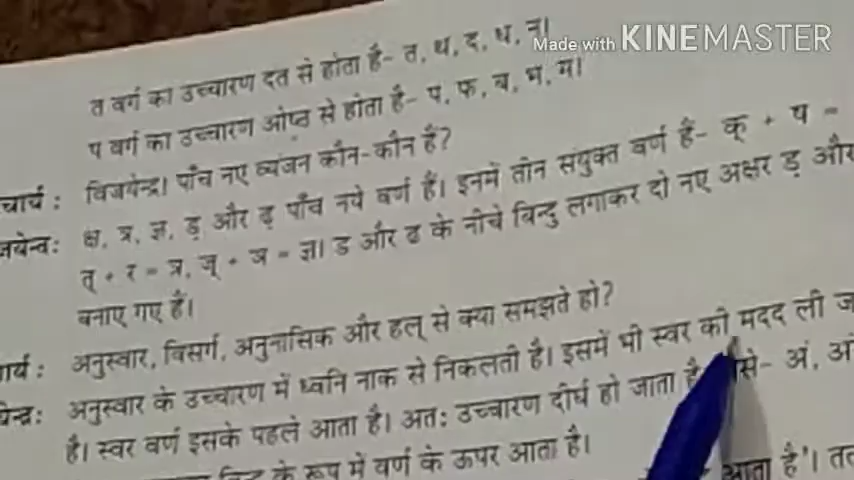 Made with KINEMASTER
त वर्ग का उच्चारण दंत से होता है- त, थ, द, ध, न।
प वर्ग का उच्चारण ओष्ठ से होता है- प, फ, ब, भ, म।
चार्य : विजयेन्द्र। पाँच नए व्यंजन कौन-कौन हैं?
जयेन्द्र: क्ष, त्र, ज्ञ, ड़ और ढ़ पाँच नये वर्ण हैं। इनमें तीन संयुक्त वर्ण हैं- क् + ष =
त् + र = त्र, ज् + ञ = ज्ञ। ड और ढ के नीचे बिन्दु लगाकर दो नए अक्षर ड़ और
बनाए गए हैं।
ार्य : अनुस्वार, विसर्ग, अनुनासिक और हल् से क्या समझते हो?
येन्द्र: अनुस्वार के उच्चारण में ध्वनि नाक से निकलती है। इसमें भी स्वर की मदद ली ज
है। स्वर वर्ण इसके पहले आता है। अतः उच्चारण दीर्घ हो जाता है से- अं, आं
के रूप में वर्ण के ऊपर आता है। आता है'। तत